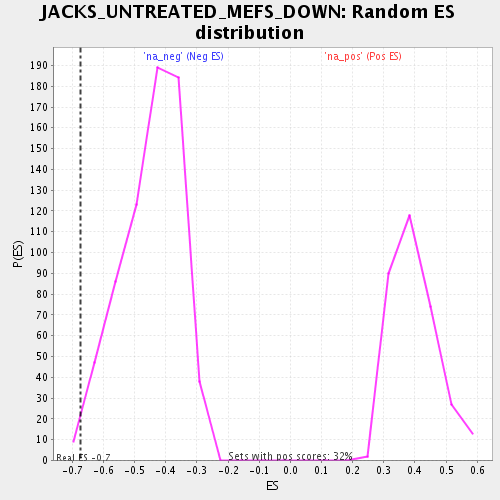 JACKS_UNTREATED_MEFS_DOWN: Random ES
distribution
'na_neg' (Neg ES)
'na_pos' (Pos ES)
190
180
170
160
150
140
130
120
110
100
90
80
70
60
50
40
30
20
10
0
P(ES)
Real ES -0.7
Sets with pos scores: 32%
-0.7 -0.6 -0.5 -0.4 -0.3 -0.2 -0.1 0.0 0.1 0.2 0.3 0.4 0.5 0.6
ES